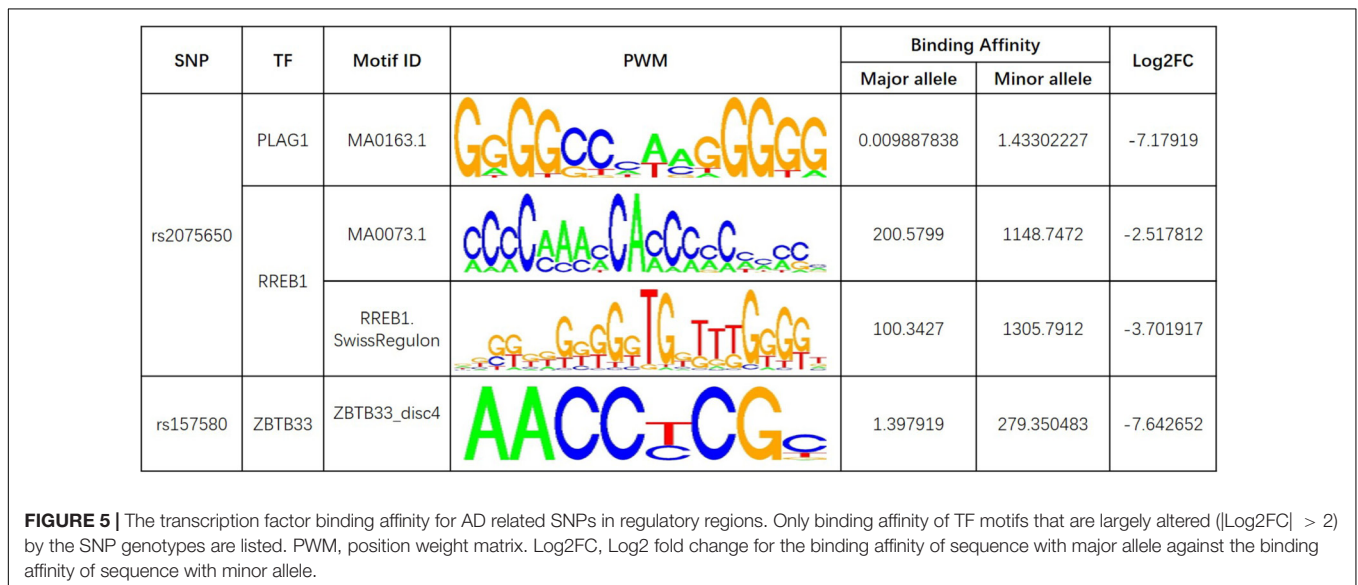 SNP TF Motif ID PWM Binding Affinity Log2FC
Major allele Minor allele
rs2075650 PLAG1 MA0163.1 0.009887838 1.43302227 -7.17919
RREB1 MA0073.1 200.5799 1148.7472 -2.517812
RREB1.
SwissRegulon 100.3427 1305.7912 -3.701917
rs157580 ZBTB33 ZBTB33_disc4 AACCTCGC 1.397919 279.350483 -7.642652
FIGURE 5 | The transcription factor binding affinity for AD related SNPs in regulatory regions. Only binding affinity of TF motifs that are largely altered (|Log2FC| > 2)
by the SNP genotypes are listed. PWM, position weight matrix. Log2FC, Log2 fold change for the binding affinity of sequence with major allele against the binding
affinity of sequence with minor allele.